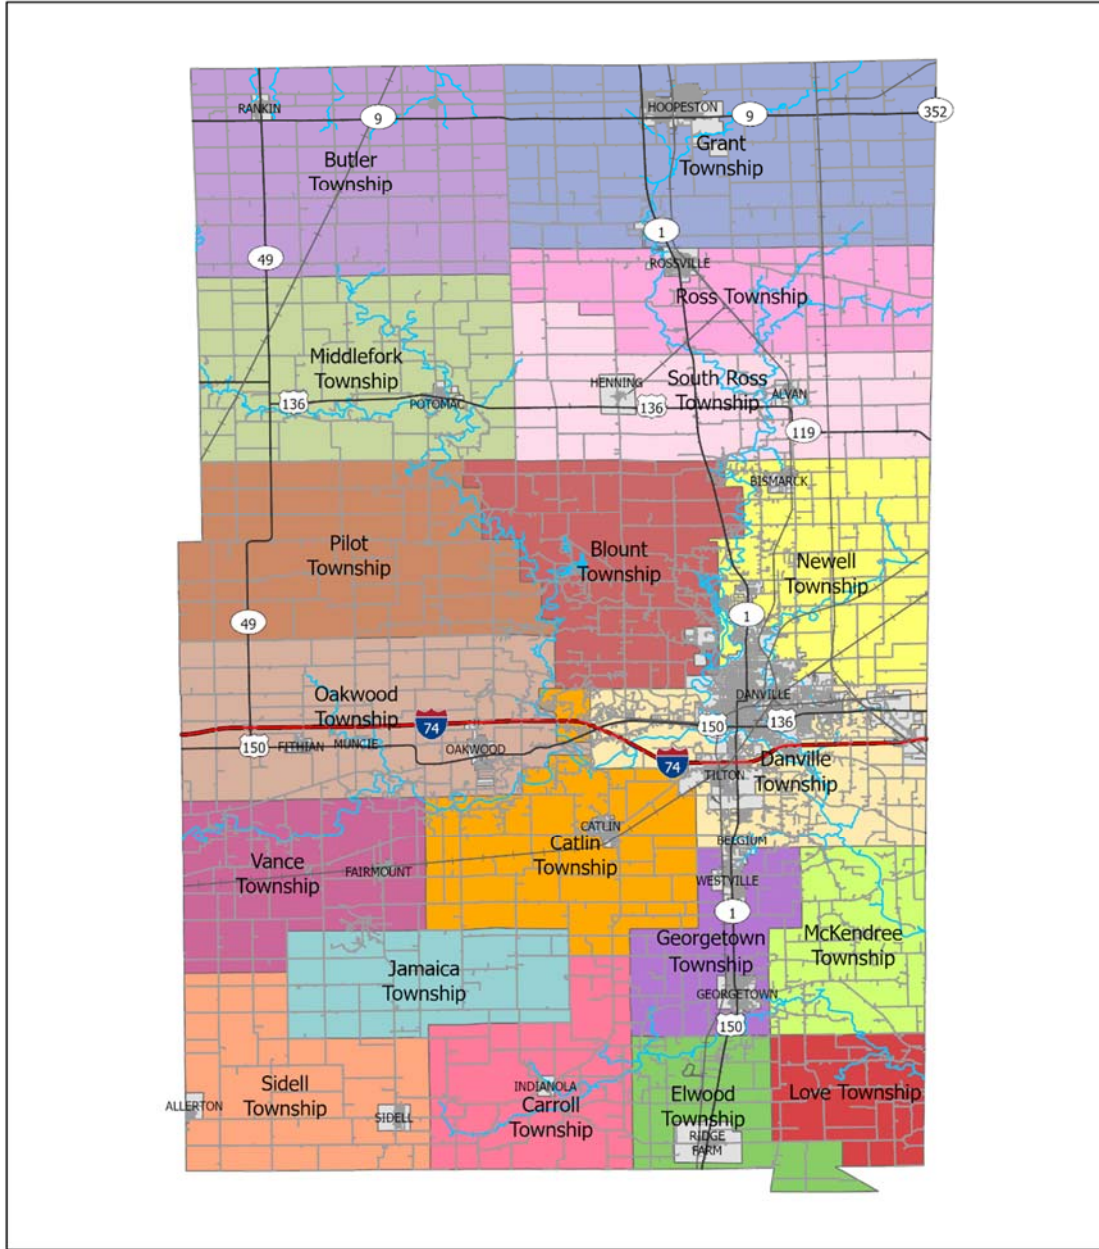 RANKIN
9
HOOPESTON
9
352
Grant
Township
Butler
Township
1
49
ROSSVILLE
Ross Township
Middlefork
Township
HENNING
South Ross
Township
ALVAN
136
POTOMAC
136
119
BISMARCK
Pilot
Township
Blount
Township
Newell
Township
49
1
Oakwood
Township
DANVILLE
74
150
136
150
FITHIAN
MUNCIE
OAKWOOD
74
Danville
Township
TILTON
CATLIN
Catlin
Township
BELGIUM
Vance
Township
FAIRMOUNT
WESTVILLE
1
Georgetown
Township
McKendree
Township
Jamaica
Township
GEORGETOWN
150
Sidell
Township
INDIANOLA
Carroll
Township
Elwood
Township
Love Township
ALLERTON
SIDELL
RIDGE
FARM